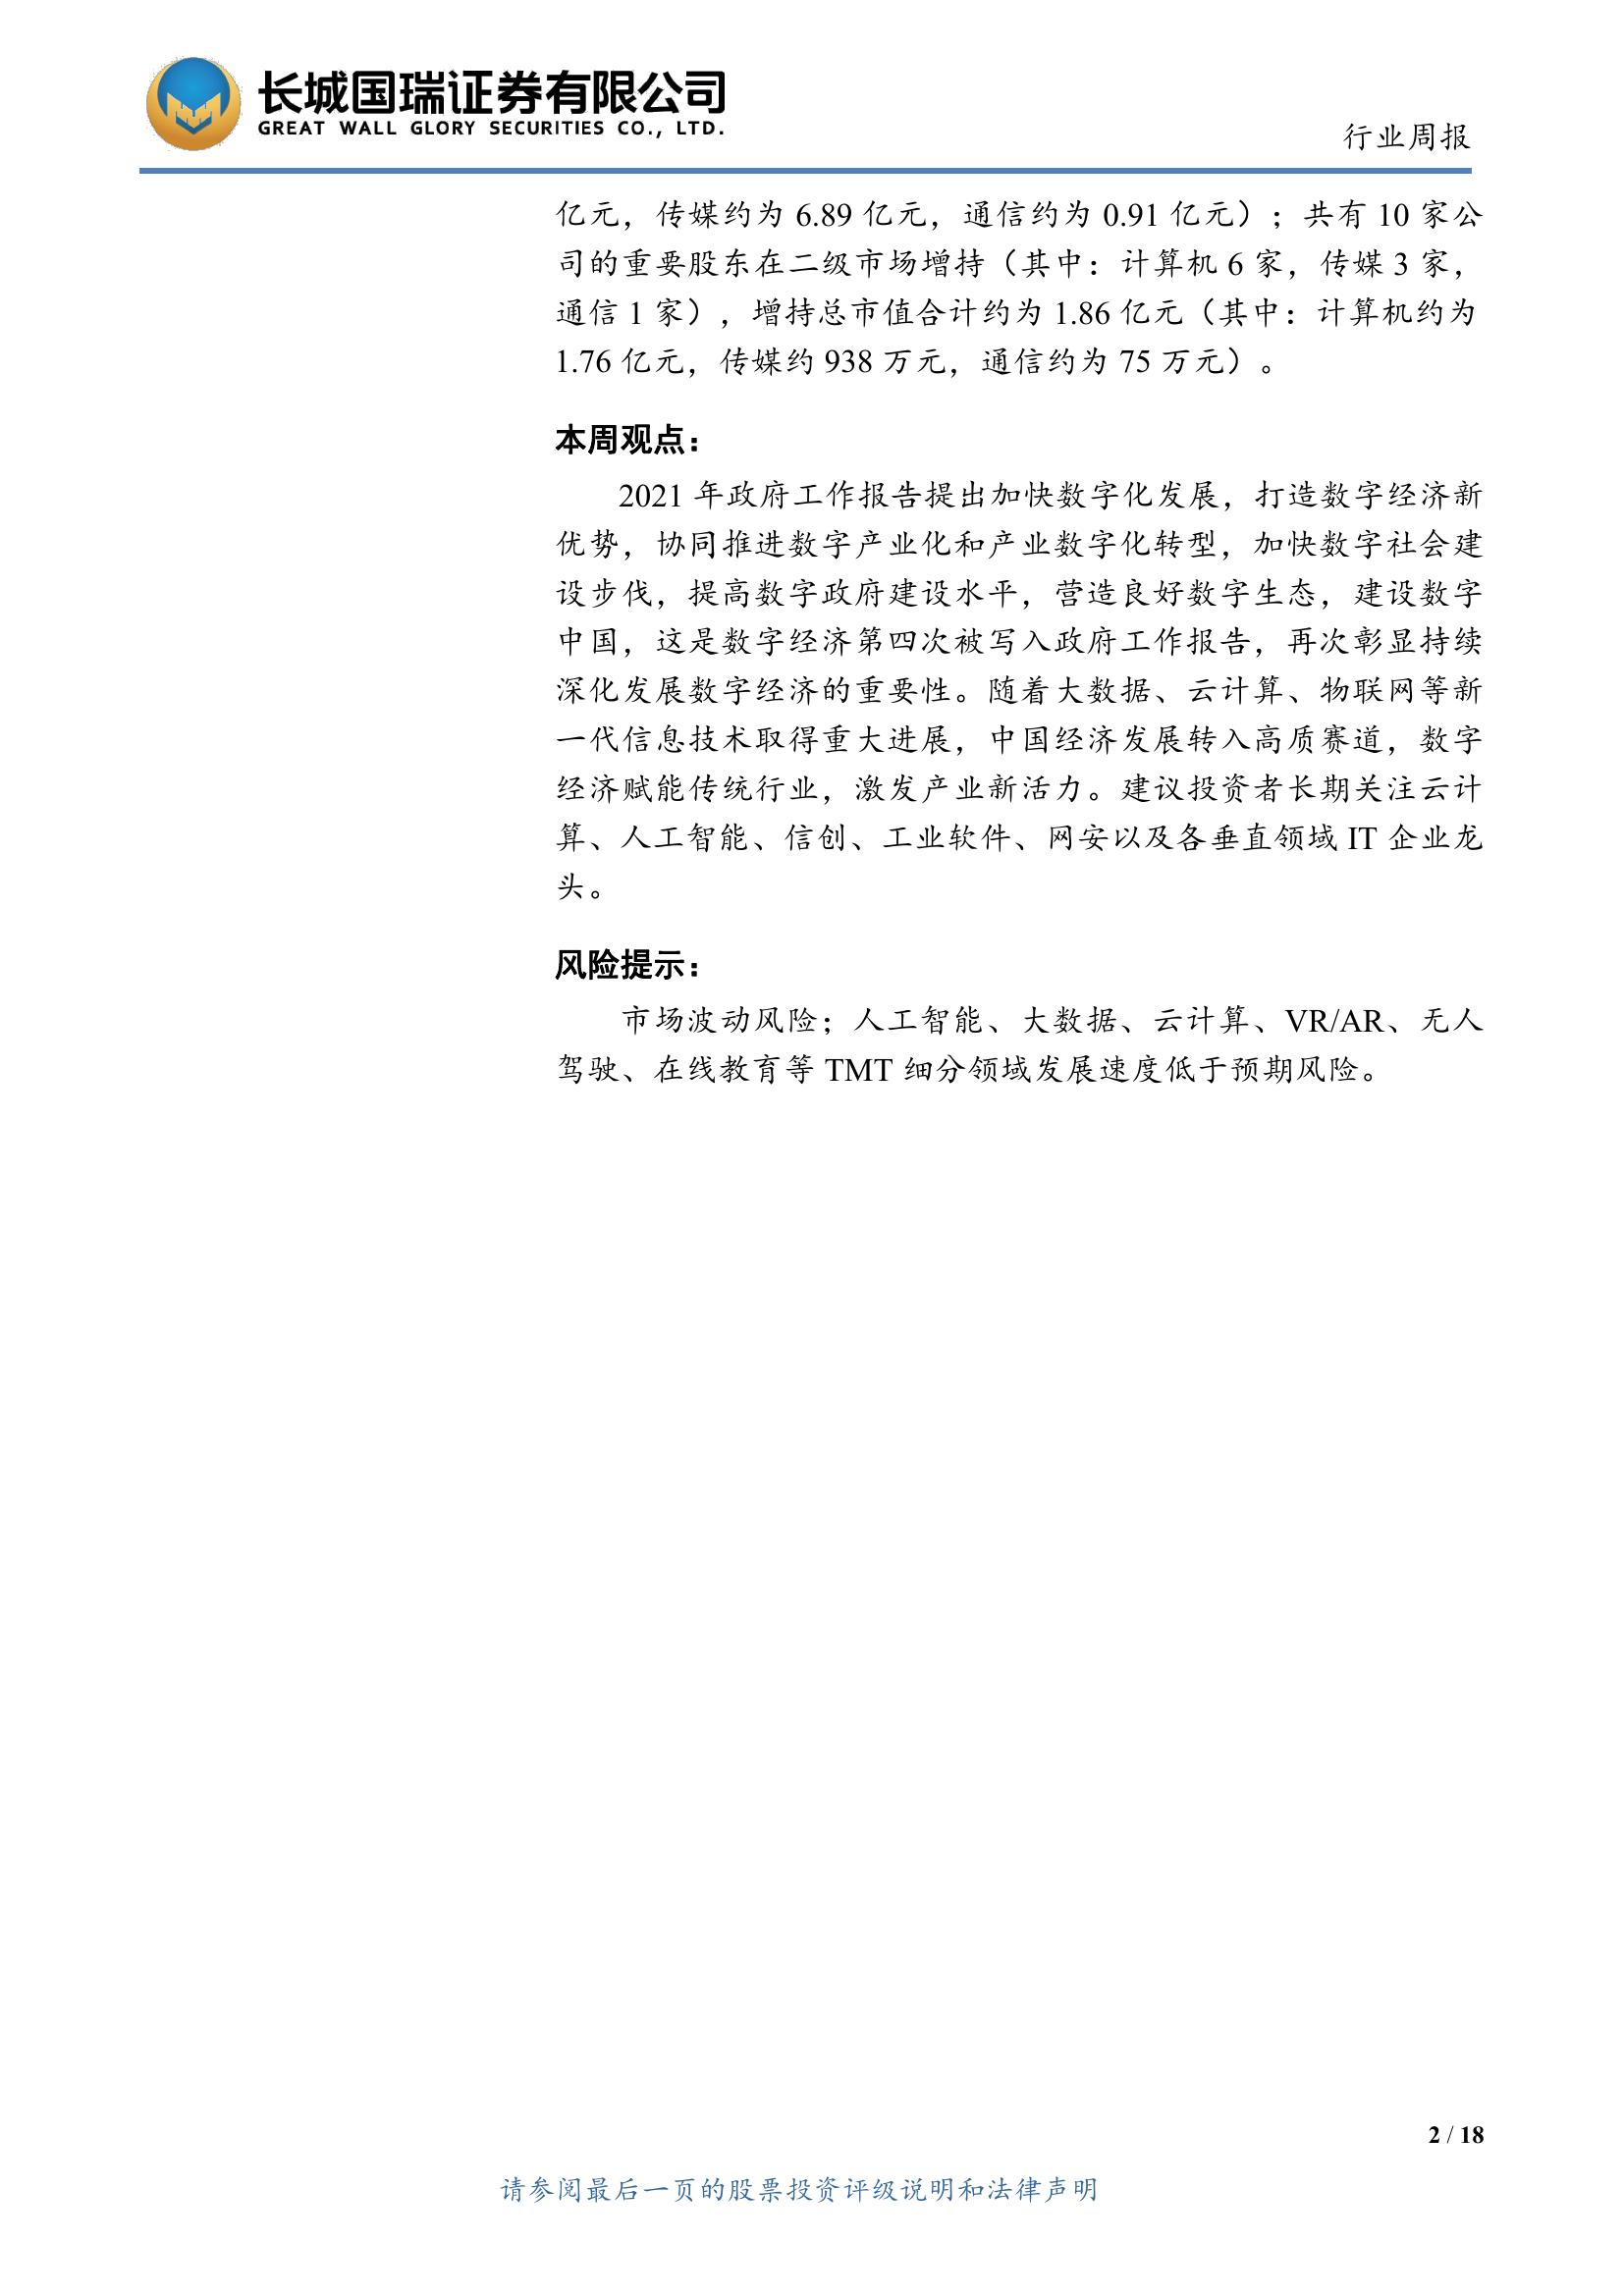 长城国瑞证券有限公司
GREAT WALL GLORY SECURITIES CO., LTD.
行业周报
亿元，传媒约为 6.89 亿元，通信约为 0.91 亿元）；共有 10 家公
司的重要股东在二级市场增持（其中：计算机 6 家，传媒 3 家，
通信 1 家），增持总市值合计约为 1.86 亿元（其中：计算机约为
1.76 亿元，传媒约 938 万元，通信约为 75 万元）。
本周观点：
2021 年政府工作报告提出加快数字化发展，打造数字经济新
优势，协同推进数字产业化和产业数字化转型，加快数字社会建
设步伐，提高数字政府建设水平，营造良好数字生态，建设数字
中国，这是数字经济第四次被写入政府工作报告，再次彰显持续
深化发展数字经济的重要性。随着大数据、云计算、物联网等新
一代信息技术取得重大进展，中国经济发展转入高质赛道，数字
经济赋能传统行业，激发产业新活力。建议投资者长期关注云计
算、人工智能、信创、工业软件、网安以及各垂直领域 IT 企业龙
头。
风险提示：
市场波动风险；人工智能、大数据、云计算、VR/AR、无人
驾驶、在线教育等 TMT 细分领域发展速度低于预期风险。
2 / 18
请参阅最后一页的股票投资评级说明和法律声明